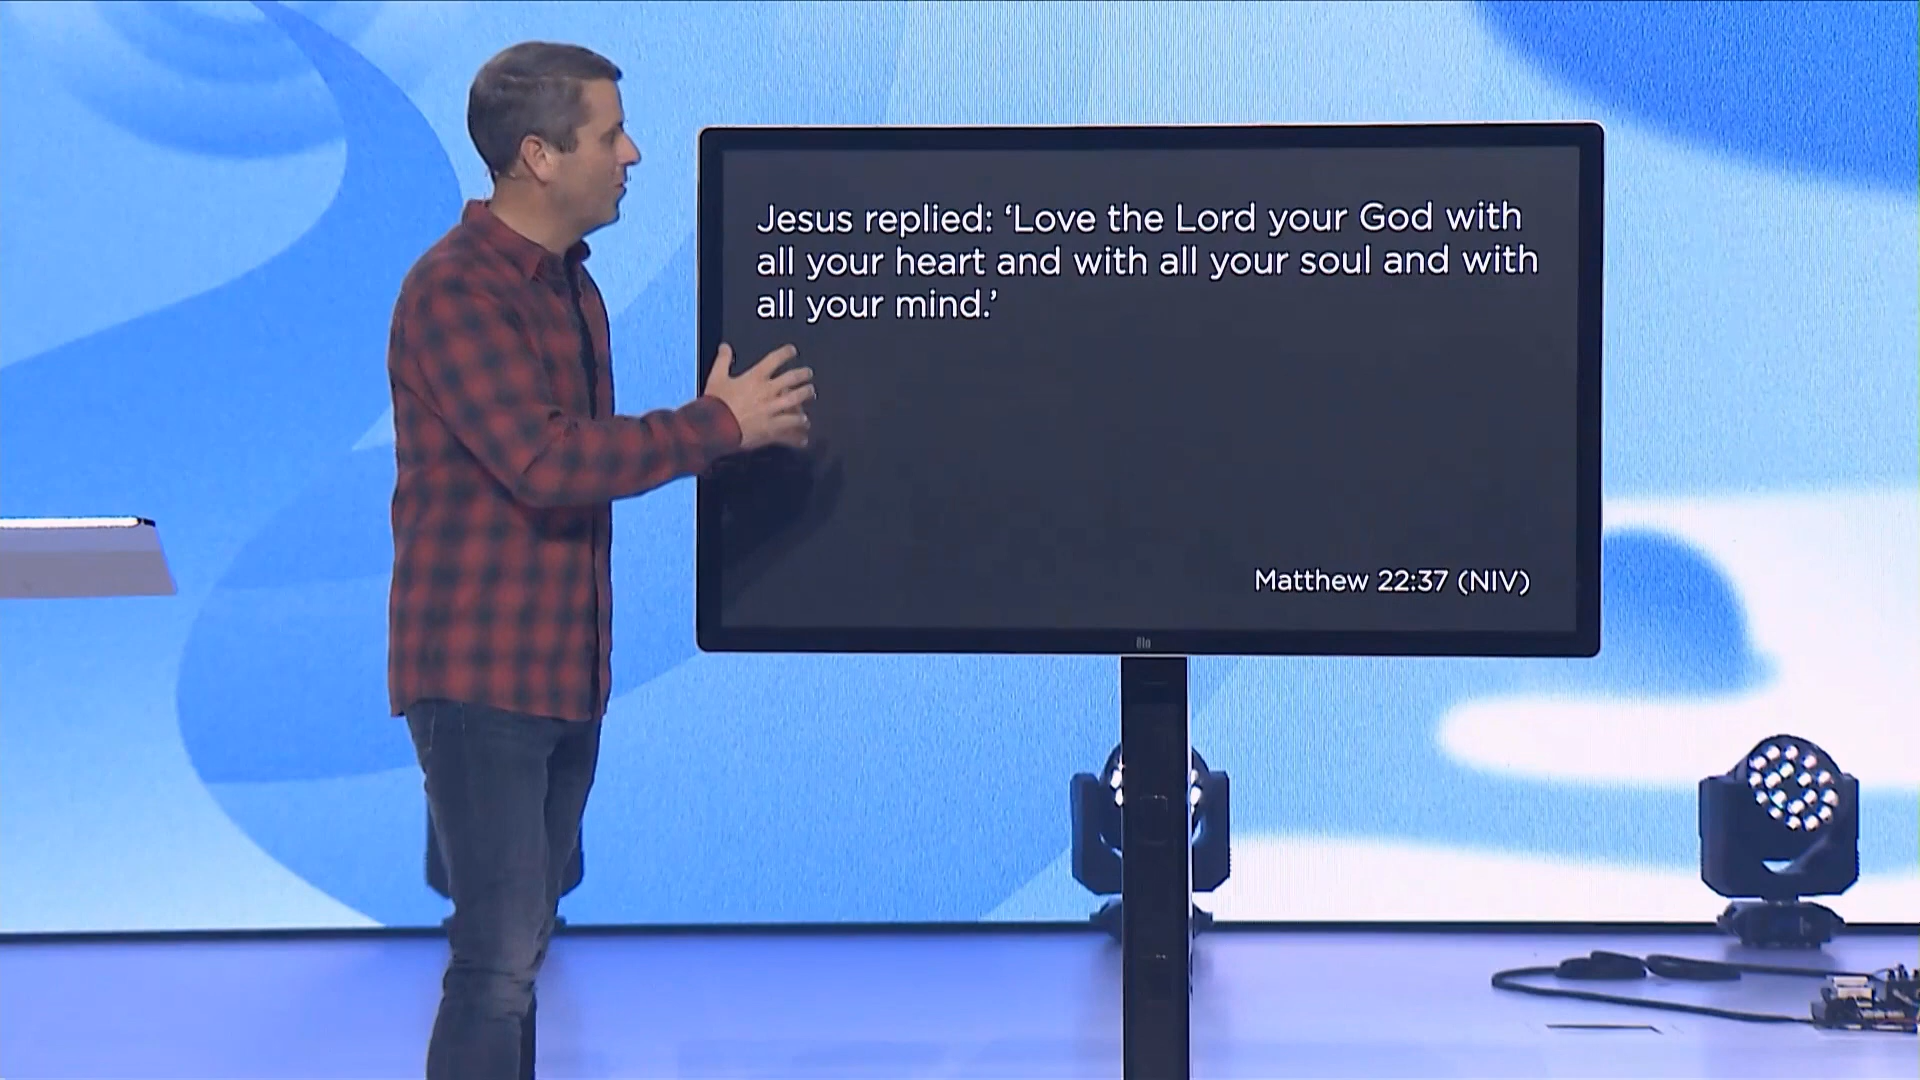 Jesus replied: ‘Love the Lord your God with
all your heart and with all your soul and with
all your mind.’
Matthew 22:37 (NIV)
elo